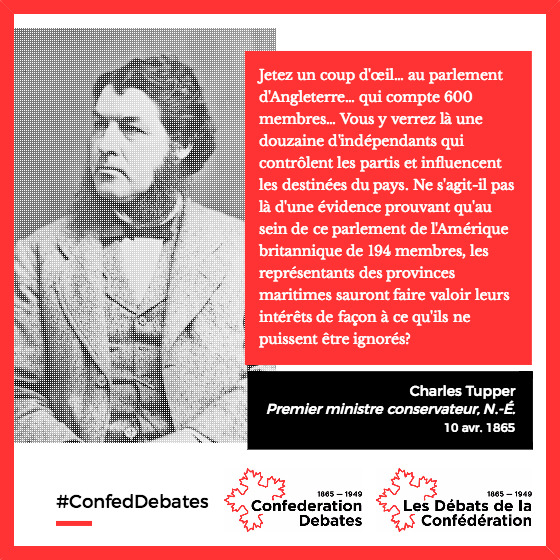 Jetez un coup d'œil... au parlement
d'Angleterre... qui compte 600
membres... Vous y verrez là une
douzaine d'indépendants qui
contrôlent les partis et influencent
les destinées du pays. Ne s'agit-il pas
là d'une évidence prouvant qu'au
sein de ce parlement de l'Amérique
britannique de 194 membres, les
représentants des provinces
maritimes sauront faire valoir leurs
intérêts de façon à ce qu'ils ne
puissent être ignorés?
Charles Tupper
Premier ministre conservateur, N.-É.
10 avr. 1865
#ConfedDebates
1865 — 1949
Confederation
Debates
1865 — 1949
Les Débats de la
Confédération